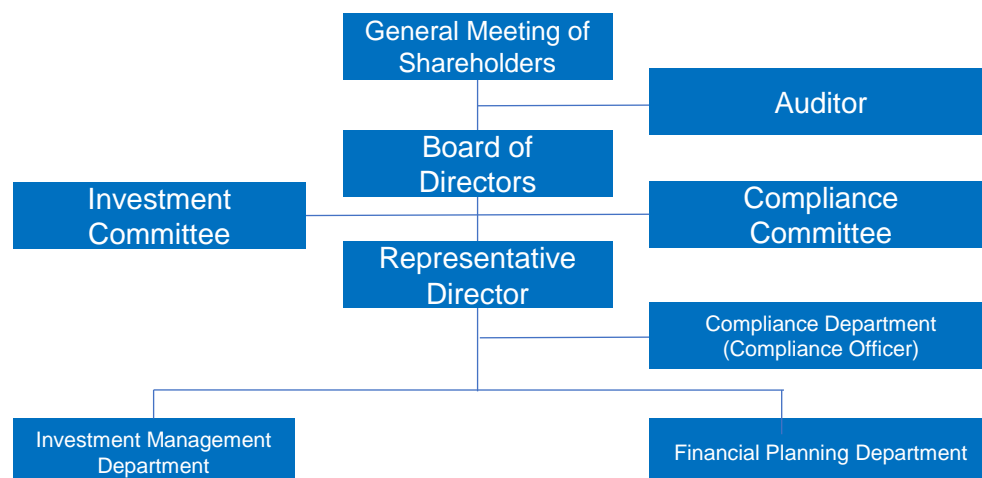 General Meeting of
Shareholders
Auditor
Board of
Directors
Investment
Committee
Compliance
Committee
Representative
Director
Compliance Department
(Compliance Officer)
Investment Management
Department
Financial Planning Department